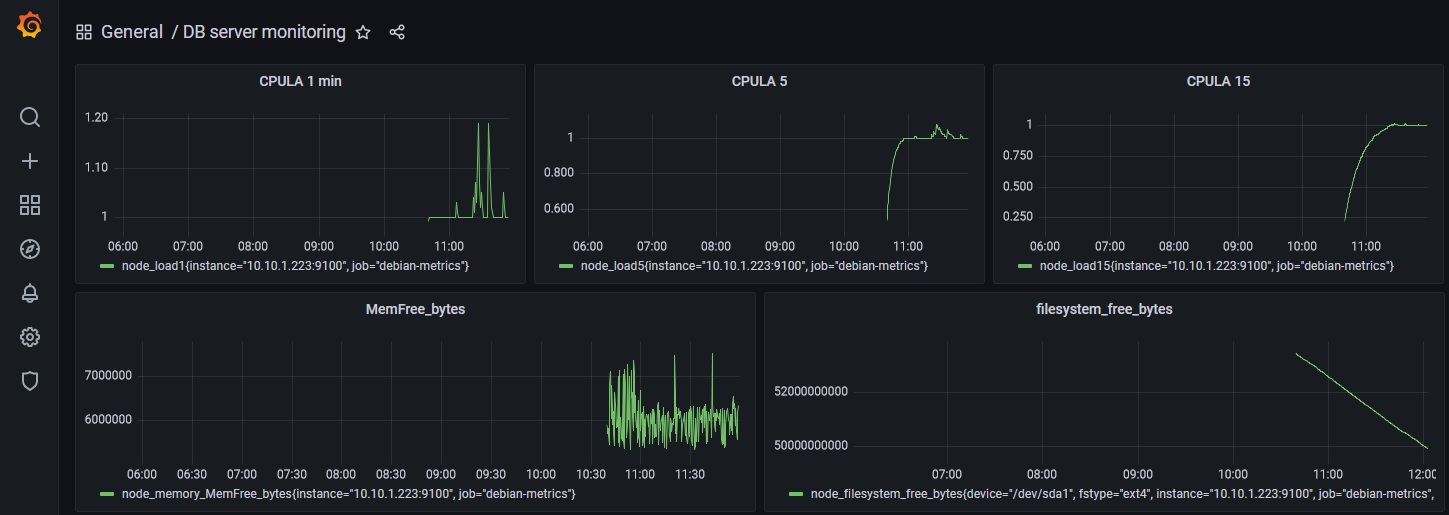 General / DB server monitoring
CPULA 1 min
1.20
1.10
1
06:00 07:00 08:00 09:00 10:00 11:00
node_load1{instance="10.10.1.223:9100", job="debian-metrics"}
CPULA 5
1
0.800
0.600
06:00 07:00 08:00 09:00 10:00 11:00
node_load5{instance="10.10.1.223:9100", job="debian-metrics"}
CPULA 15
1
0.750
0.500
0.250
06:00 07:00 08:00 09:00 10:00 11:00
node_load15{instance="10.10.1.223:9100", job="debian-metrics"}
MemFree_bytes
7000000
6000000
06:00 06:30 07:00 07:30 08:00 08:30 09:00 09:30 10:00 10:30 11:00 11:30
node_memory_MemFree_bytes{instance="10.10.1.223:9100", job="debian-metrics"}
filesystem_free_bytes
52000000000
50000000000
07:00 08:00 09:00 10:00 11:00 12:00
node_filesystem_free_bytes{device="/dev/sda1", fstype="ext4", instance="10.10.1.223:9100", job="debian-metrics",